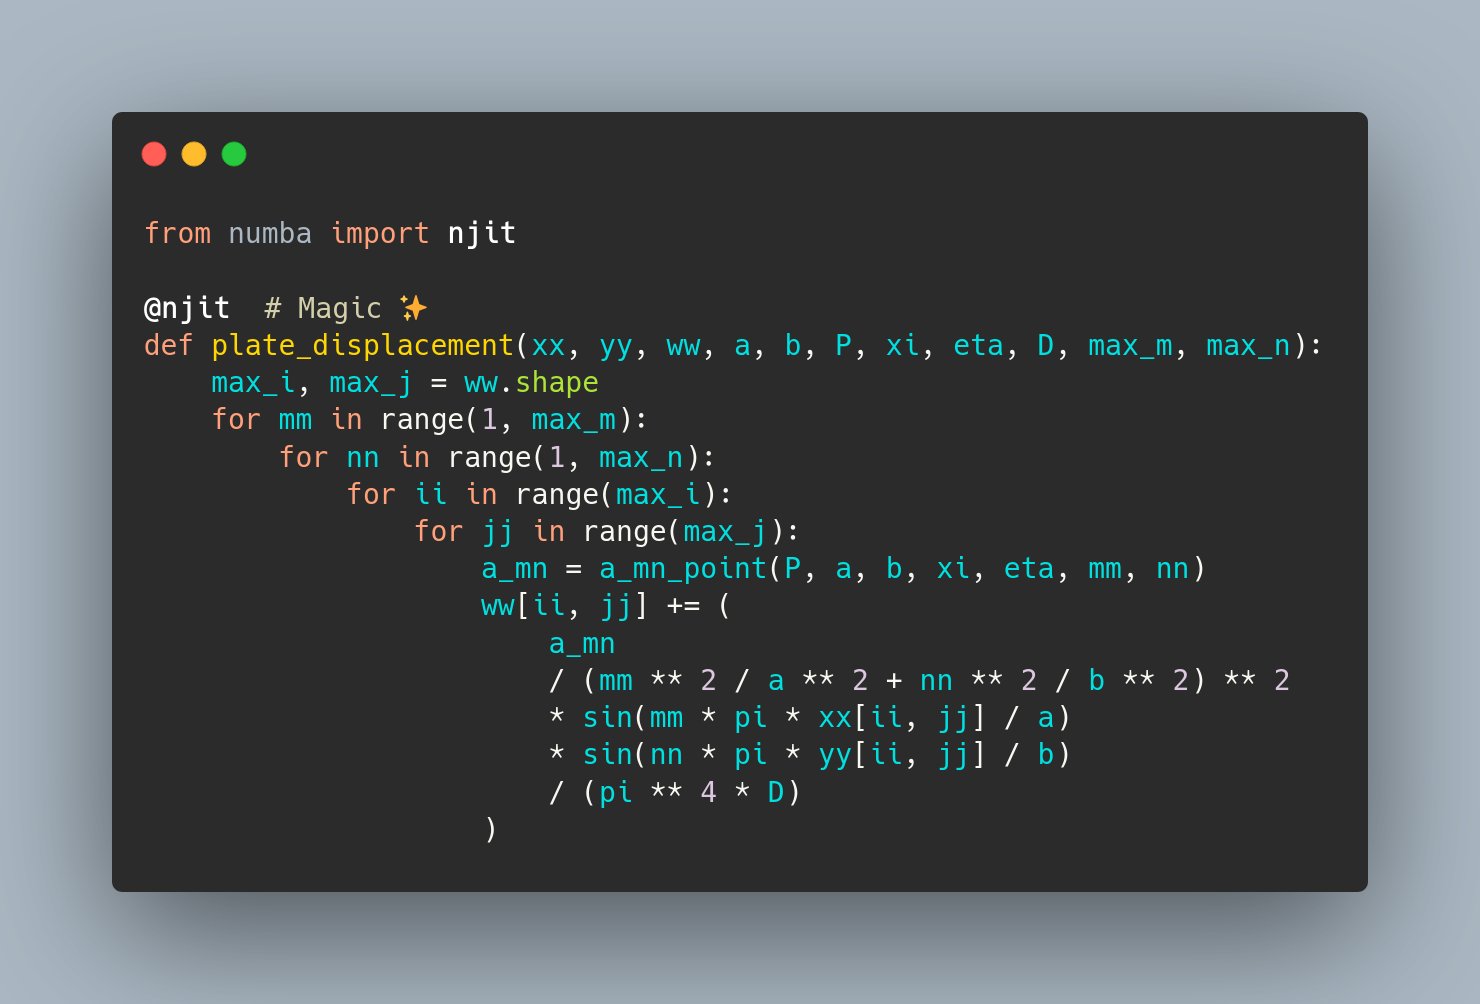 from numba import njit

@njit  # Magic ✨
def plate_displacement(xx, yy, ww, a, b, P, xi, eta, D, max_m, max_n):
    max_i, max_j = ww.shape
    for mm in range(1, max_m):
        for nn in range(1, max_n):
            for ii in range(max_i):
                for jj in range(max_j):
                    a_mn = a_mn_point(P, a, b, xi, eta, mm, nn)
                    ww[ii, jj] += (
                        a_mn
                        / (mm ** 2 / a ** 2 + nn ** 2 / b ** 2) ** 2
                        * sin(mm * pi * xx[ii, jj] / a)
                        * sin(nn * pi * yy[ii, jj] / b)
                        / (pi ** 4 * D)
                    )